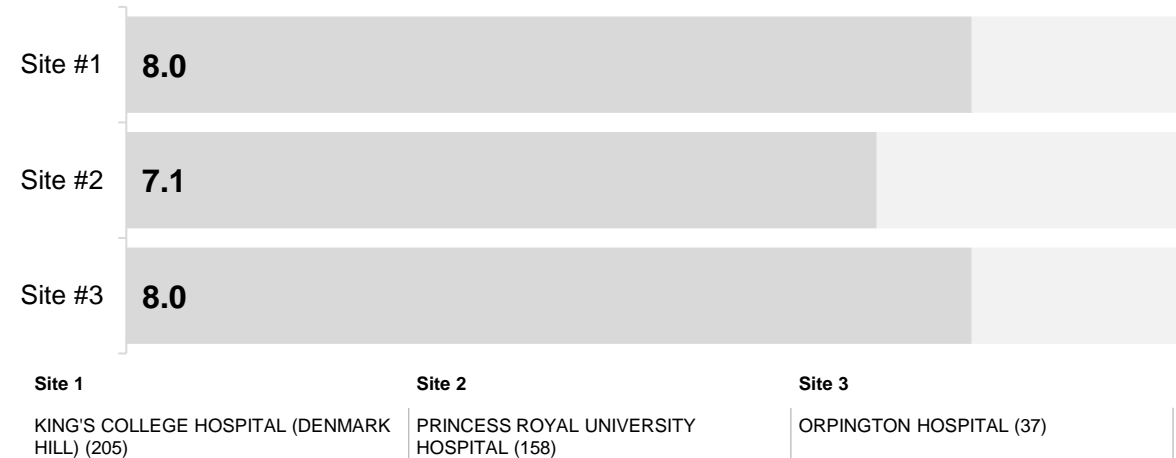 Site #1
8.0
Site #2
7.1
Site #3
8.0
Site 1
Site 2
Site 3
KING'S COLLEGE HOSPITAL (DENMARK
HILL) (205)
PRINCESS ROYAL UNIVERSITY
HOSPITAL (158)
ORPINGTON HOSPITAL (37)